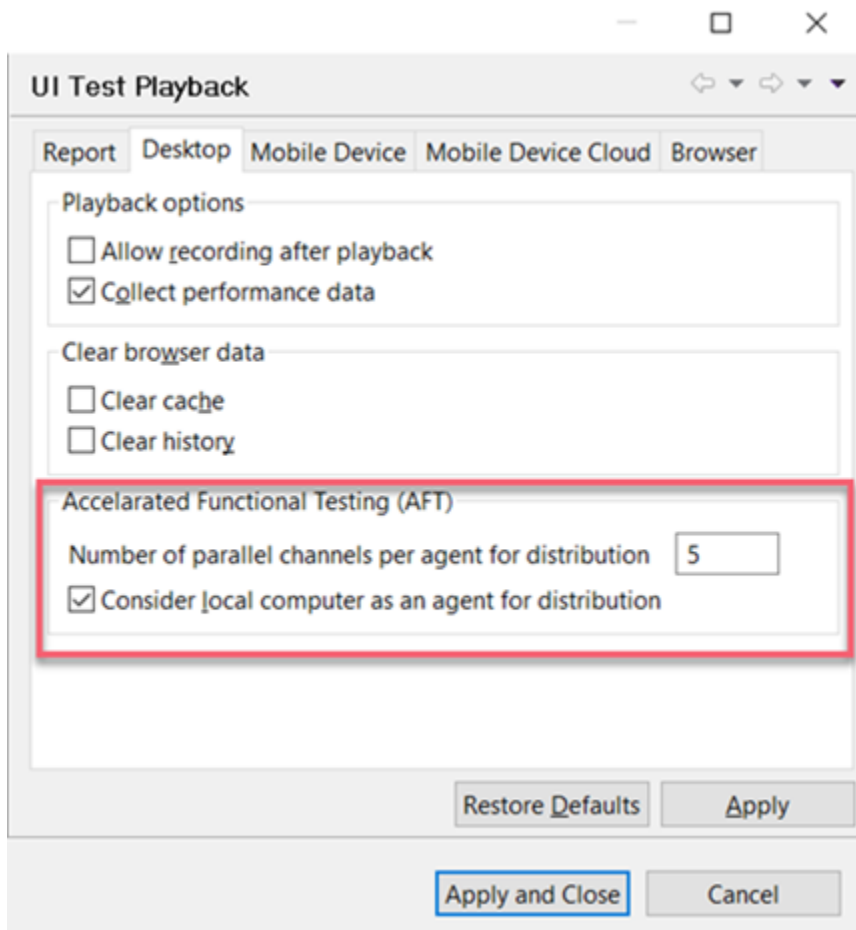 UI Test Playback
Report Desktop Mobile Device Mobile Device Cloud Browser
Playback options
Allow recording after playback
Collect performance data
Clear browser data
Clear cache
Clear history
Accelarated Functional Testing (AFT)
Number of parallel channels per agent for distribution 5
Consider local computer as an agent for distribution
Restore Defaults Apply
Apply and Close Cancel